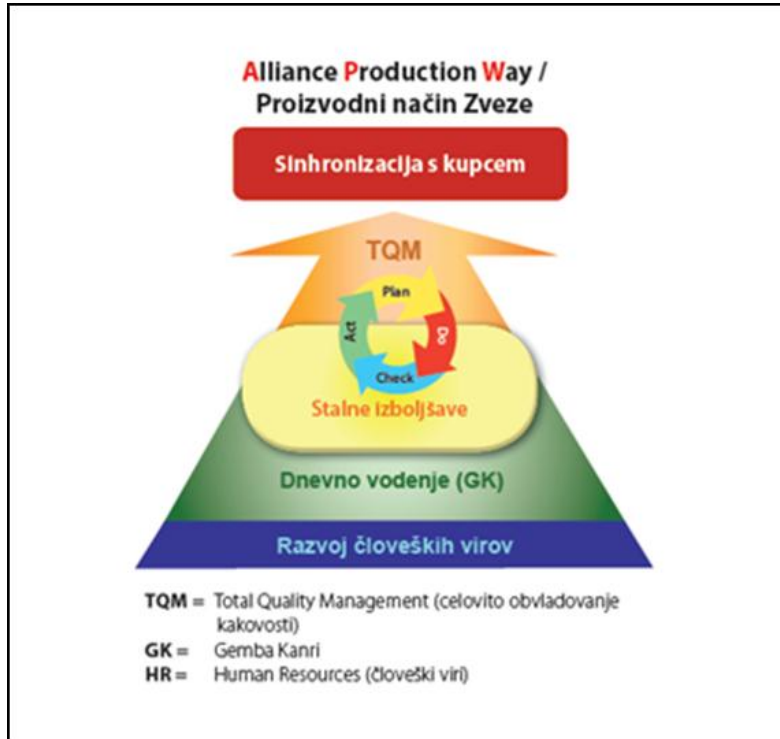 Alliance Production Way /
Proizvodni način Zveze
Sinhronizacija s kupcem
TQM
Plan
Do
Check
Act
Stalne izboljšave
Dnevno vodenje (GK)
Razvoj človeških virov
TQM = Total Quality Management (celovito obvladovanje
kakovosti)
GK = Gemba Kanri
HR = Human Resources (človeški viri)